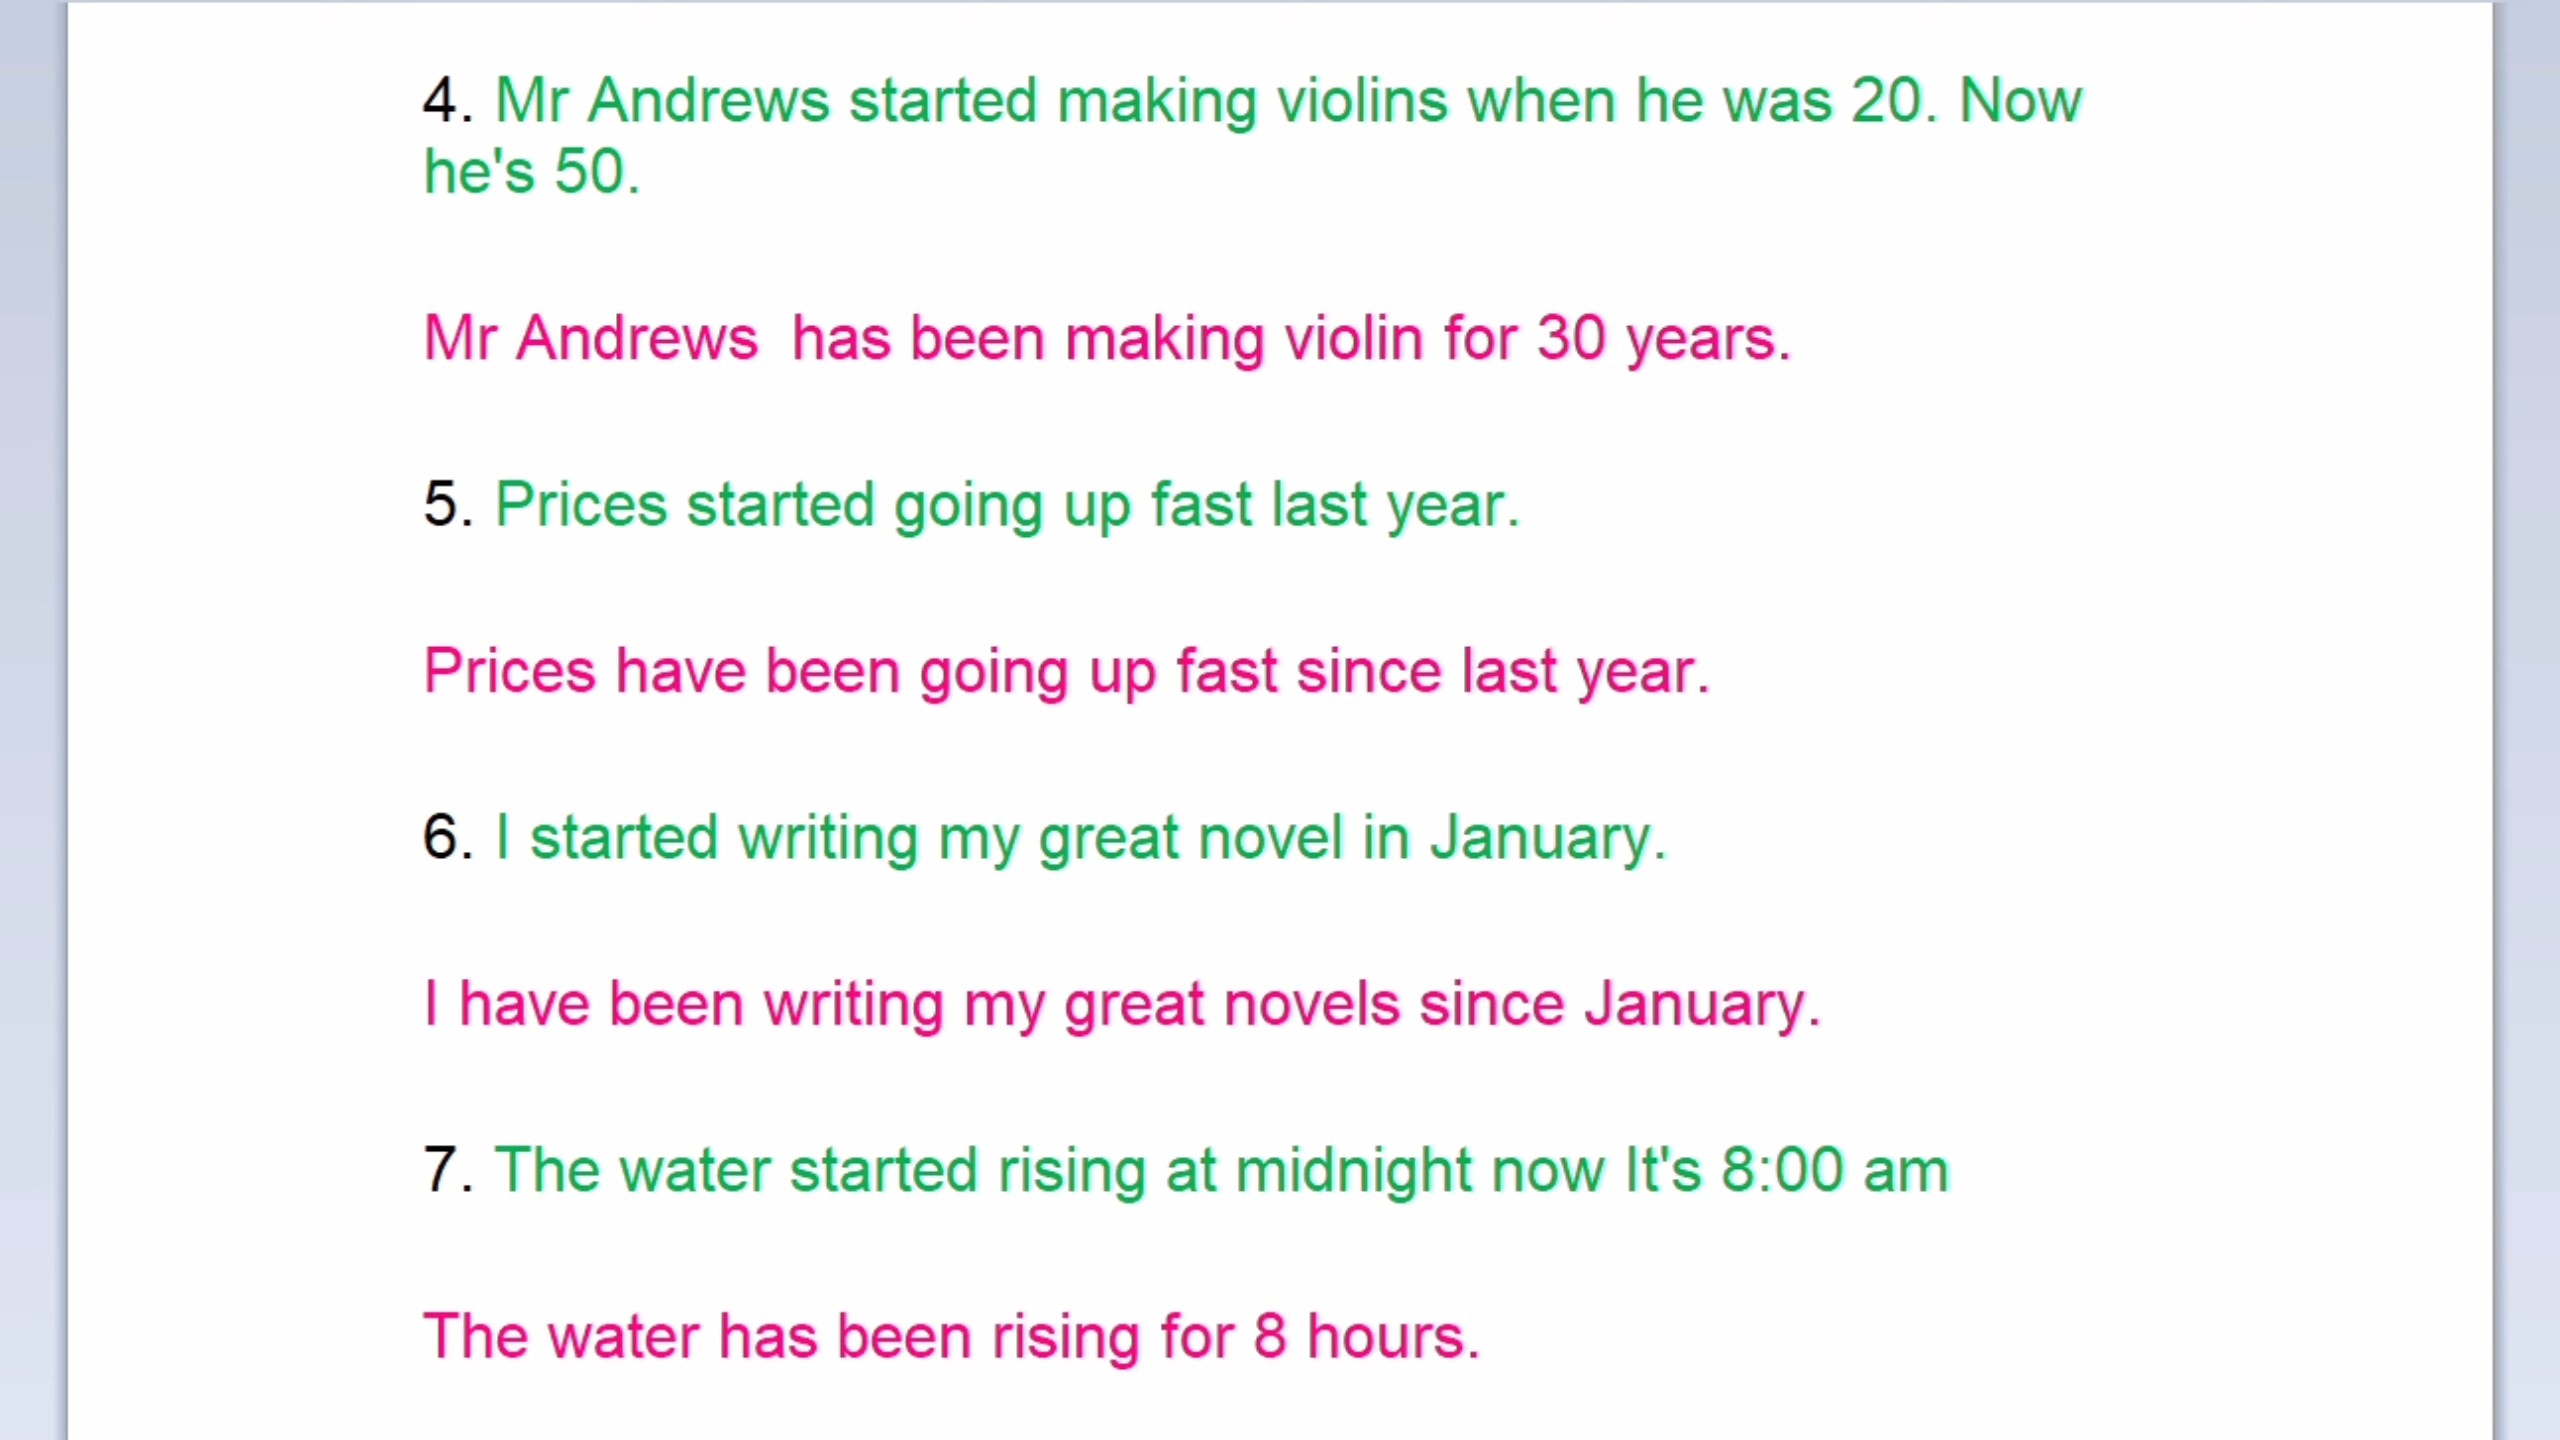 4. Mr Andrews started making violins when he was 20. Now
he's 50.
Mr Andrews  has been making violin for 30 years.
5. Prices started going up fast last year.
Prices have been going up fast since last year.
6. I started writing my great novel in January.
I have been writing my great novels since January.
7. The water started rising at midnight now It's 8:00 am
The water has been rising for 8 hours.